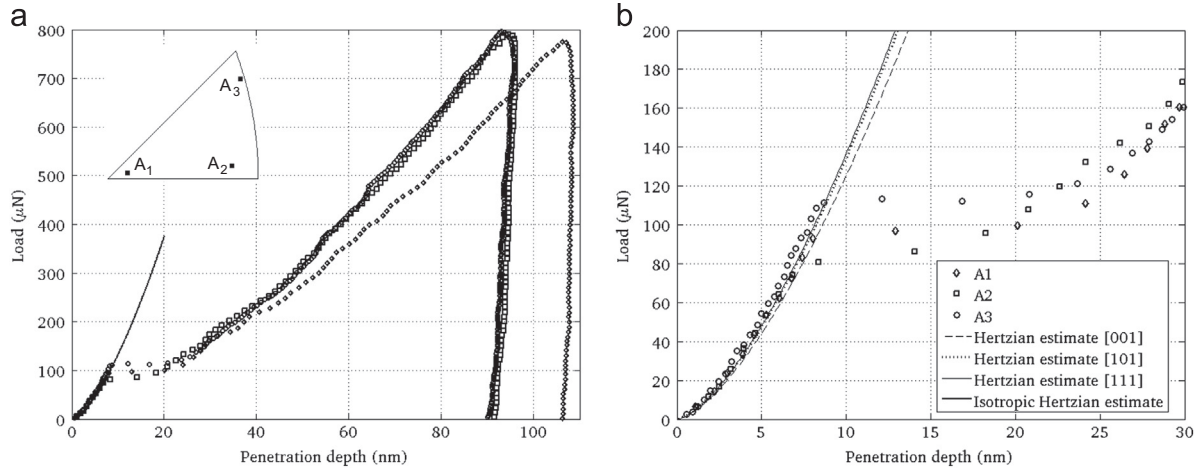 a
800
700
600
500
400
300
200
100
0
Load (μN)
A3
A1
A2
0 20 40 60 80 100
Penetration depth (nm)
b
200
180
160
140
120
100
80
60
40
20
0
Load (μN)
A1
A2
A3
Hertzian estimate [001]
Hertzian estimate [101]
Hertzian estimate [111]
Isotropic Hertzian estimate
0 5 10 15 20 25 30
Penetration depth (nm)